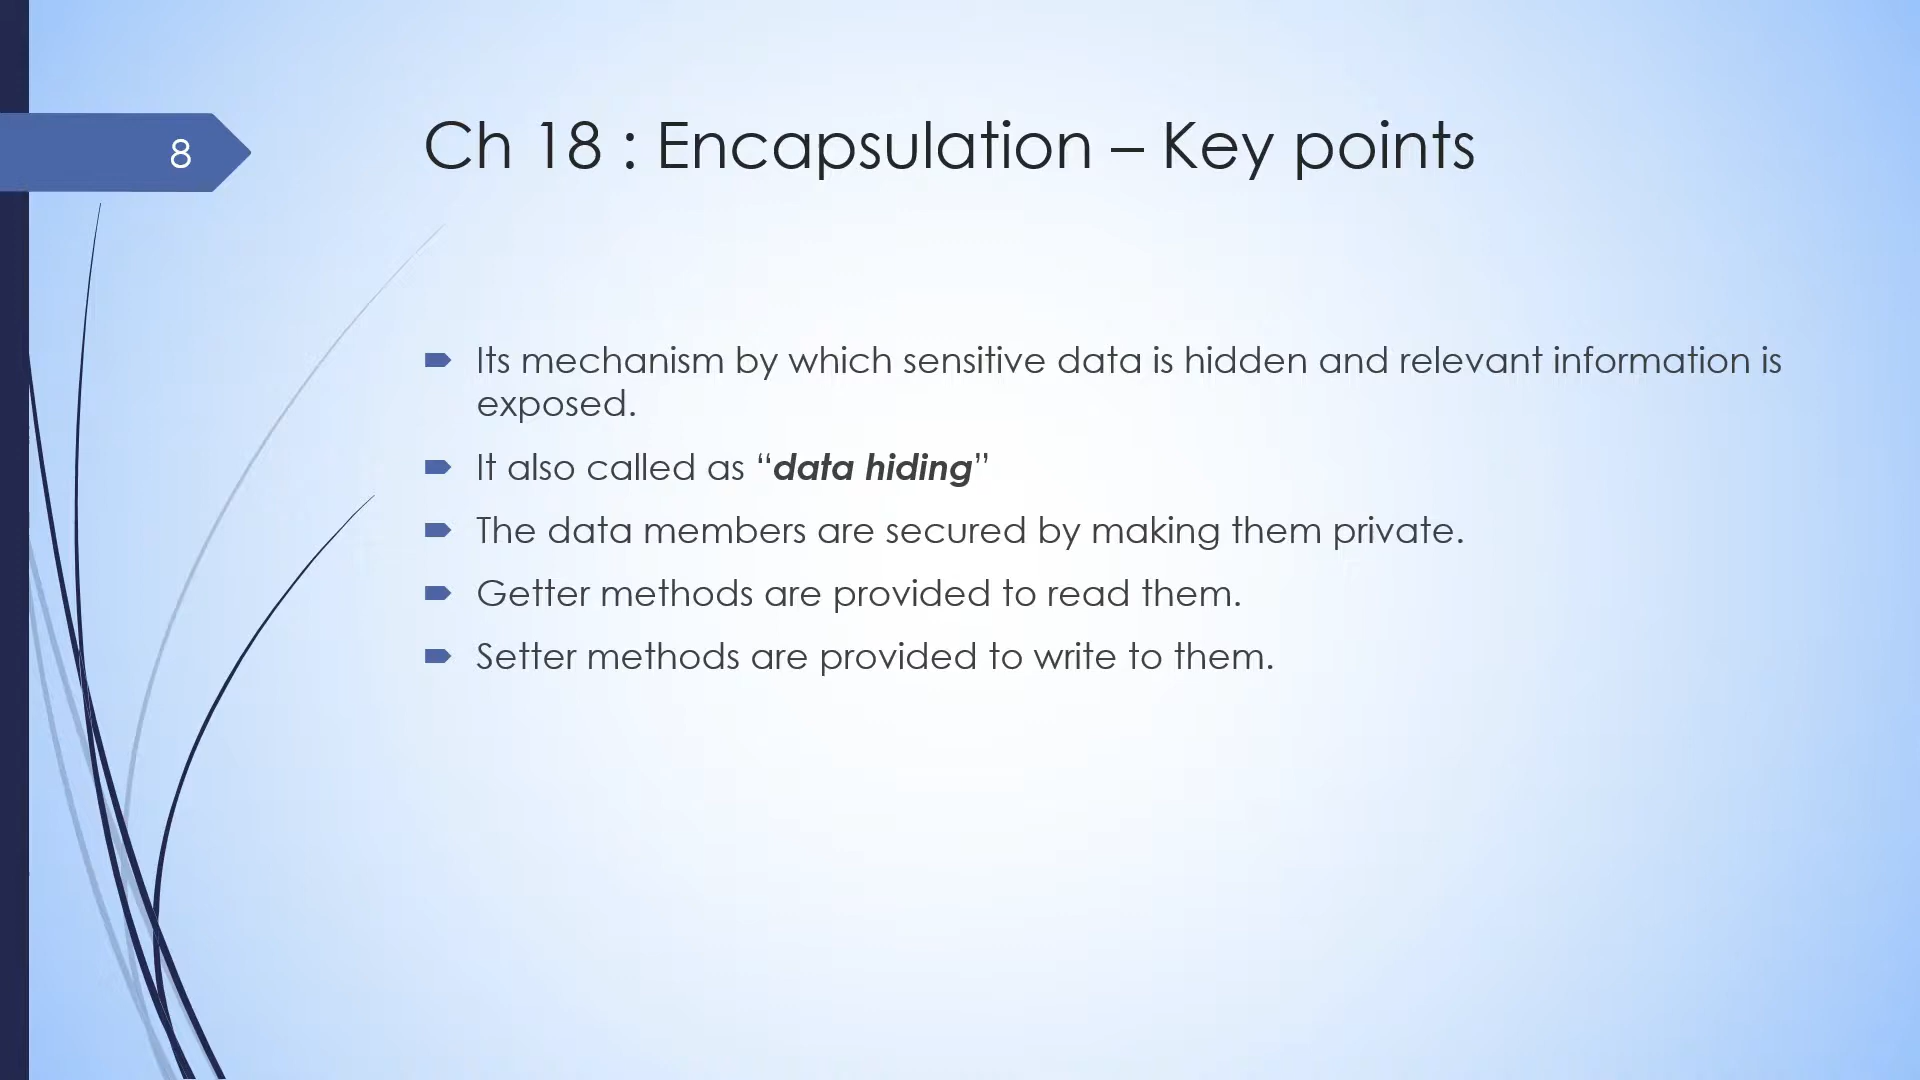 8
Ch 18 : Encapsulation – Key points
Its mechanism by which sensitive data is hidden and relevant information is
exposed.
It also called as “data hiding”
The data members are secured by making them private.
Getter methods are provided to read them.
Setter methods are provided to write to them.